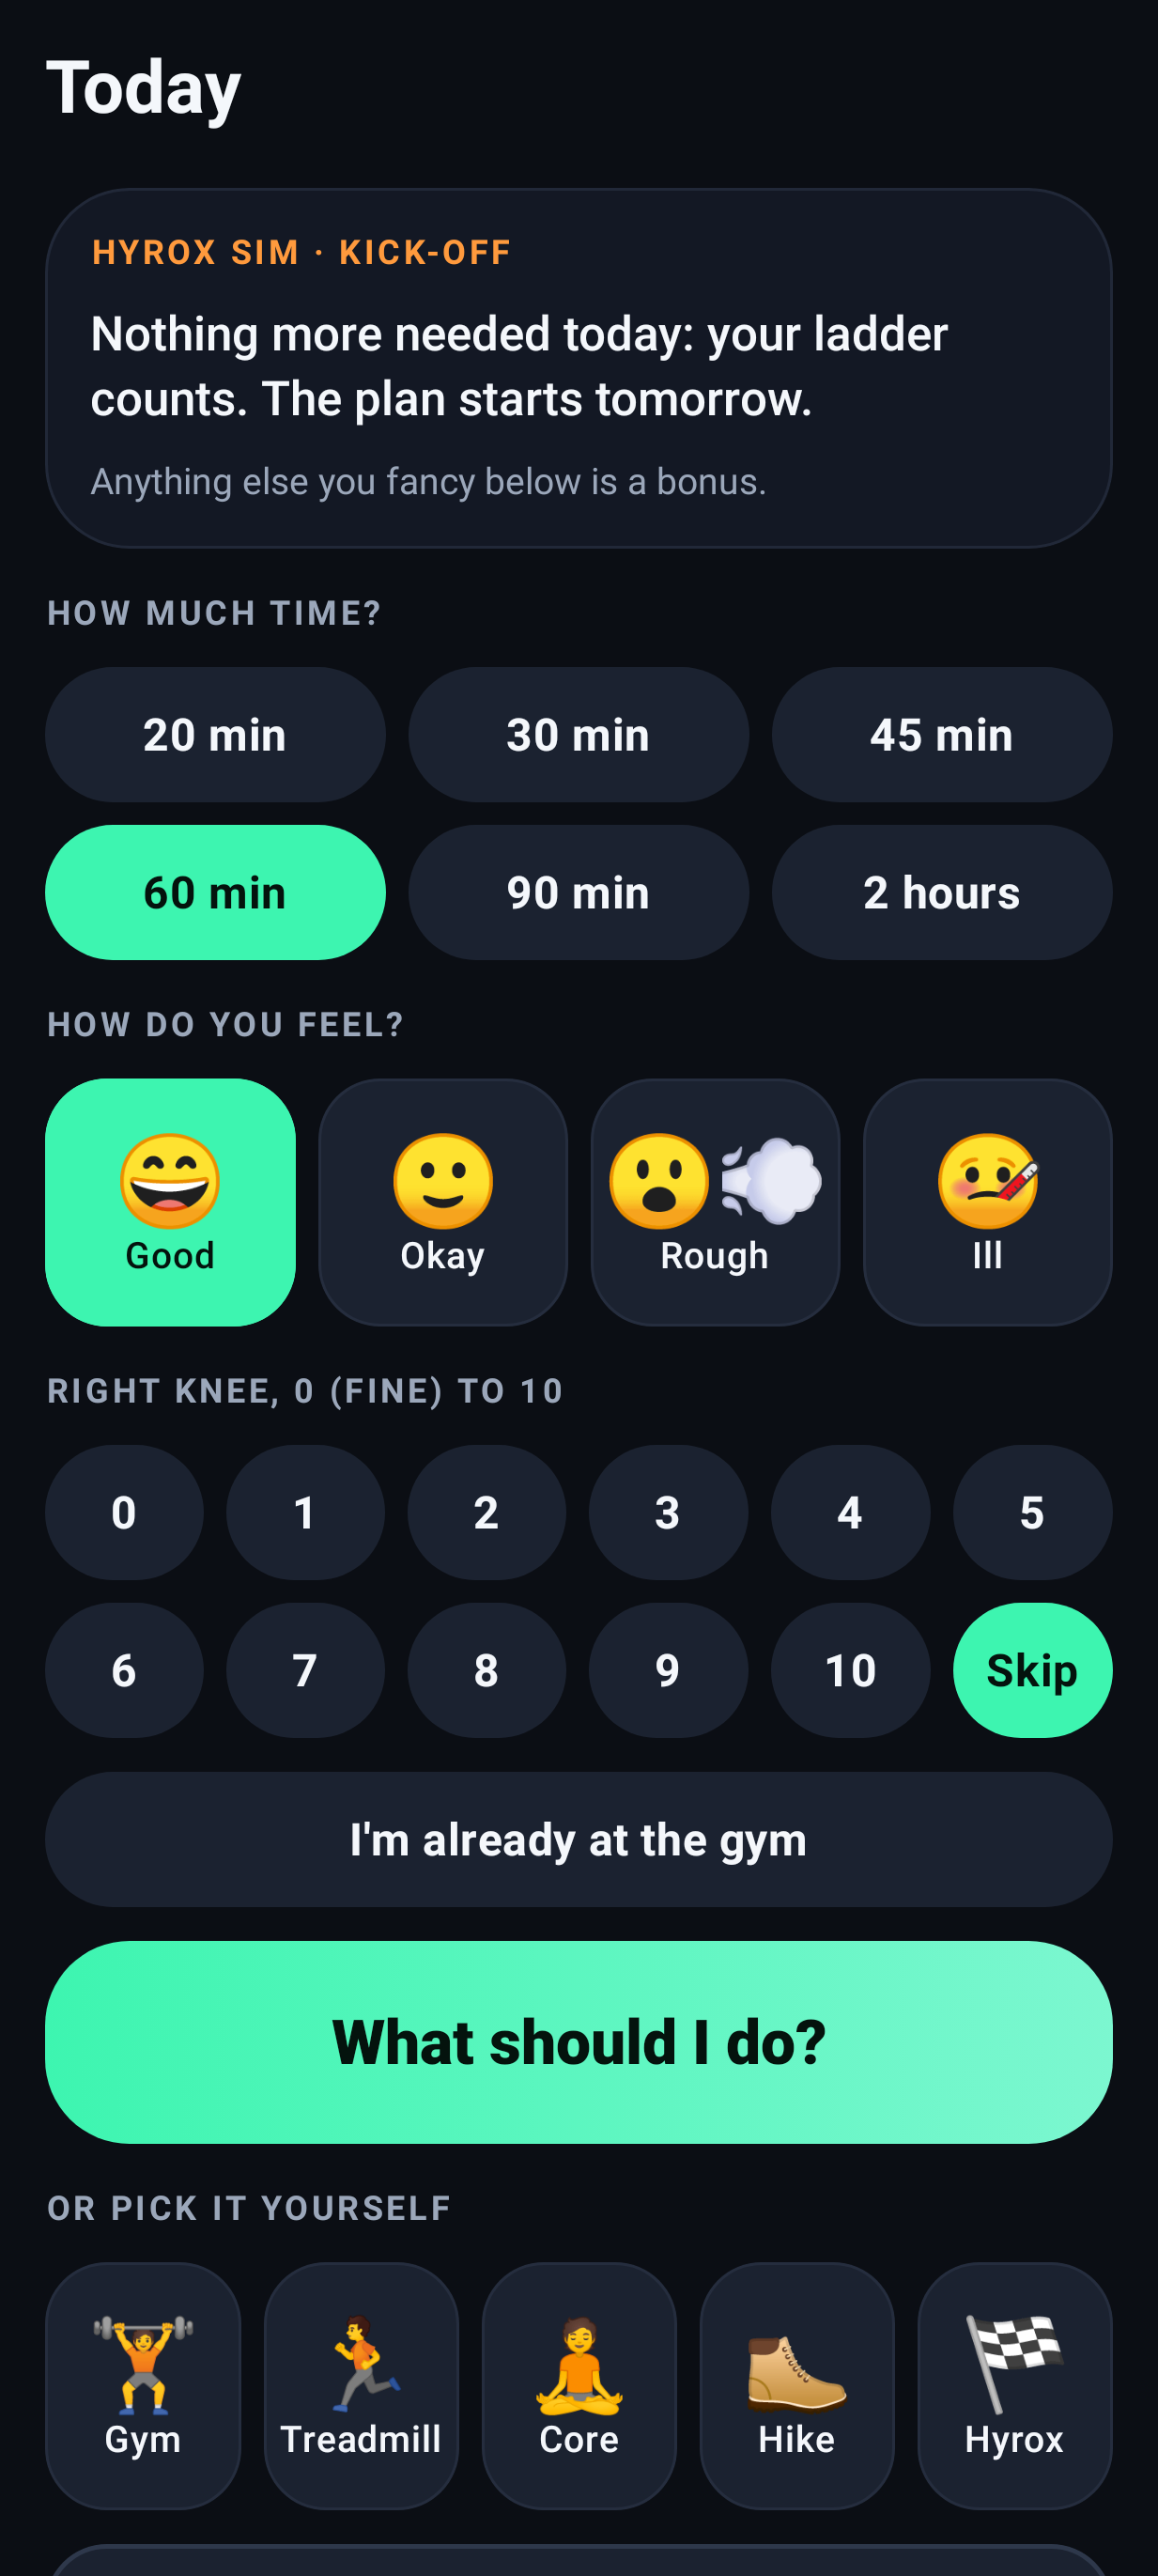 Today
HYROX SIM · KICK-OFF
Nothing more needed today: your ladder
counts. The plan starts tomorrow.
Anything else you fancy below is a bonus.
HOW MUCH TIME?
20 min
30 min
45 min
60 min
90 min
2 hours
HOW DO YOU FEEL?
Good
Okay
Rough
Ill
RIGHT KNEE, 0 (FINE) TO 10
0
1
2
3
4
5
6
7
8
9
10
Skip
I'm already at the gym
What should I do?
OR PICK IT YOURSELF
Gym
Treadmill
Core
Hike
Hyrox